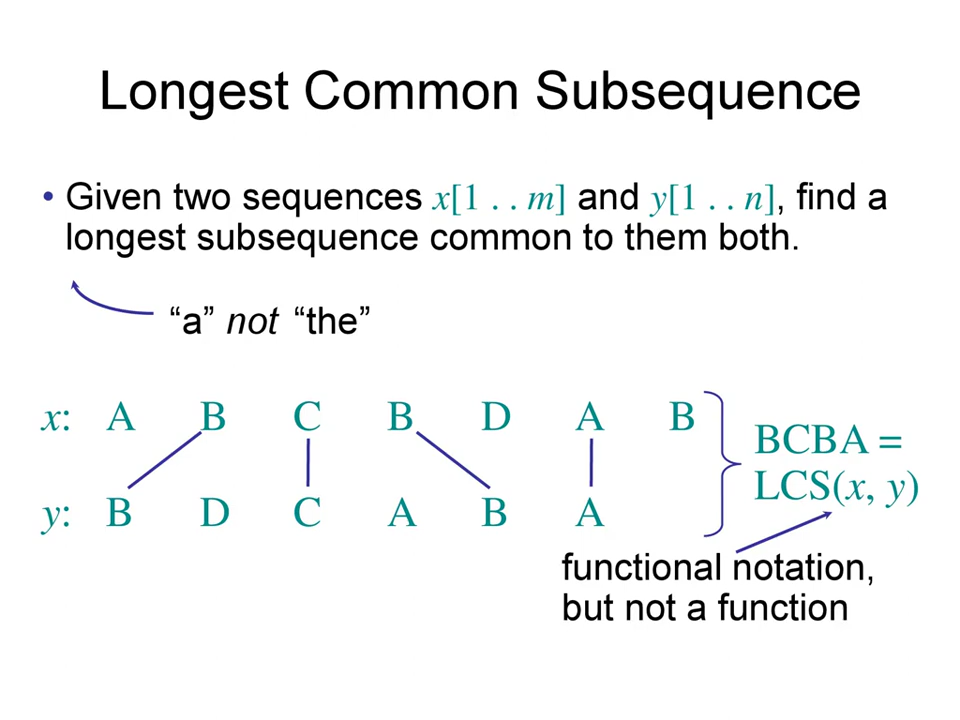 Longest Common Subsequence
• Given two sequences x[1 . . m] and y[1 . . n], find a
longest subsequence common to them both.
“a” not “the”
x: A B C B D A B
y: B D C A B A
BCBA =
LCS(x, y)
functional notation,
but not a function